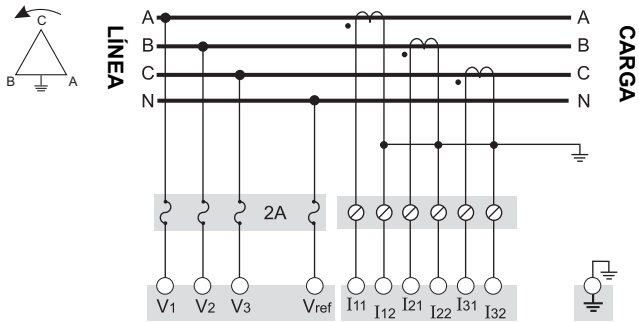 C
B A
LÍNEA
A A
B B
C C
N N
CARGA
2A
V1 V2 V3 Vref I11 I12 I21 I22 I31 I32